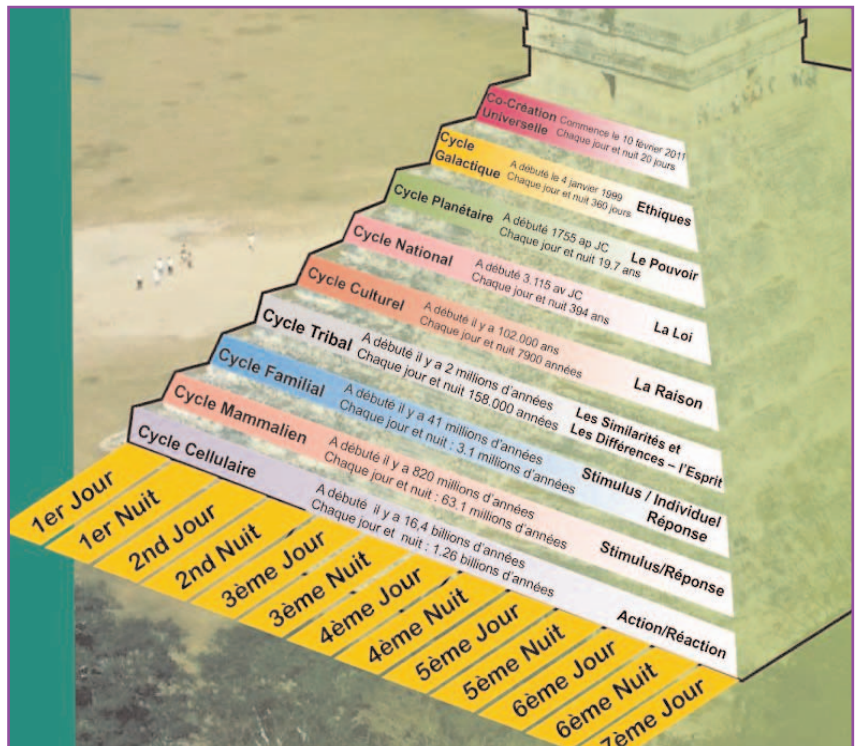 Co-Création
Universelle
Commence le 10 février 2011
Chaque jour et nuit 20 jours
Cycle
Galactique
A débuté le 4 janvier 1999
Chaque jour et nuit 360 jours
Ethiques
Cycle Planétaire
A débuté 1755 ap JC
Chaque jour et nuit 19.7 ans
Le Pouvoir
Cycle National
A débuté 3.115 av JC
Chaque jour et nuit 394 ans
La Loi
Cycle Culturel
A débuté il y a 102.000 ans
Chaque jour et nuit 7900 années
La Raison
Cycle Tribal
A débuté il y a 2 millions d'années
Chaque jour et nuit 158.000 années
Les Similarités et
Les Différences – l'Esprit
Cycle Familial
A débuté il y a 41 millions d'années
Chaque jour et nuit : 3.1 millions d'années
Stimulus / Individuel
Réponse
Cycle Mammalien
A débuté il y a 820 millions d'années
Chaque jour et nuit : 63.1 millions d'années
Stimulus/Réponse
Cycle Cellulaire
A débuté il y a 16,4 billions d'années
Chaque jour et nuit : 1.26 billions d'années
Action/Réaction
1er Jour
1er Nuit
2nd Jour
2nd Nuit
3ème Jour
3ème Nuit
4ème Jour
4ème Nuit
5ème Jour
5ème Nuit
6ème Jour
6ème Nuit
7ème Jour